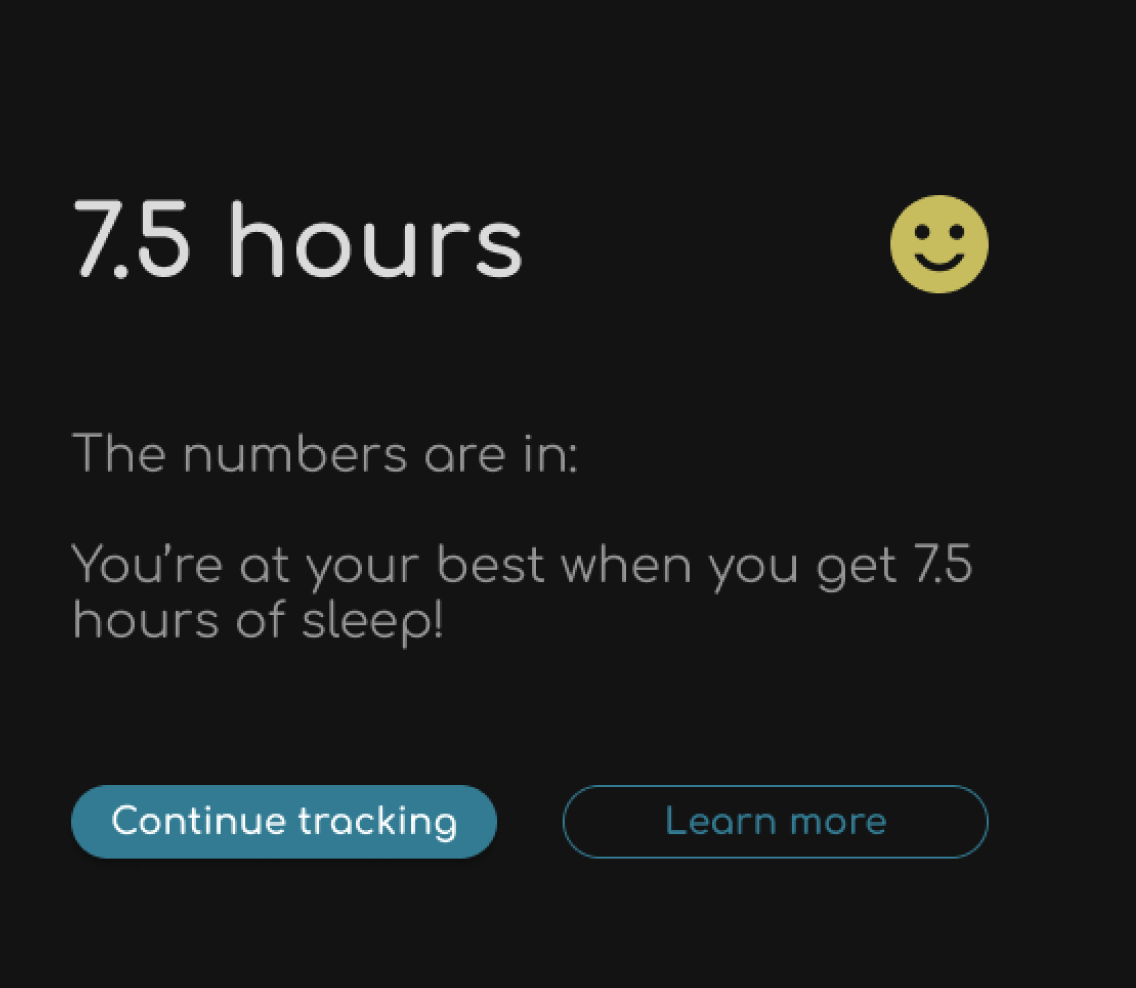 7.5 hours
The numbers are in:
You’re at your best when you get 7.5
hours of sleep!
Continue tracking
Learn more